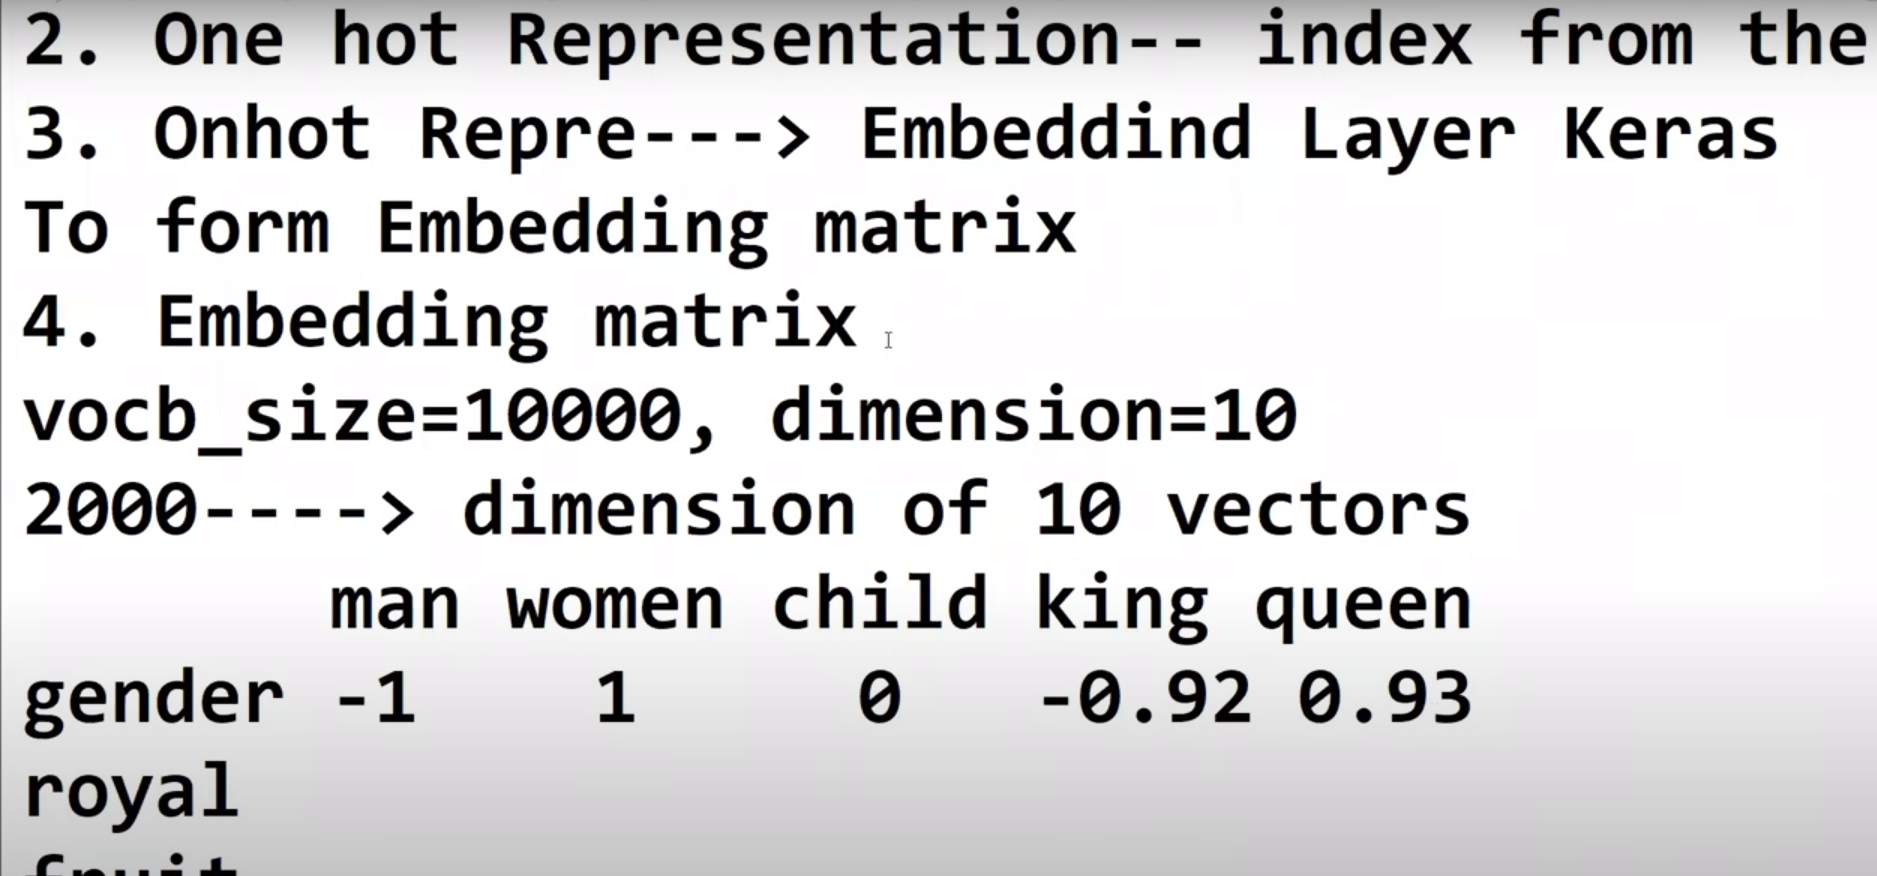 2. One hot Representation-- index from the
3. Onhot Repre---> Embeddind Layer Keras
To form Embedding matrix
4. Embedding matrix
vocb_size=10000, dimension=10
2000----> dimension of 10 vectors
man women child king queen
gender -1 1 0 -0.92 0.93
royal
fruit